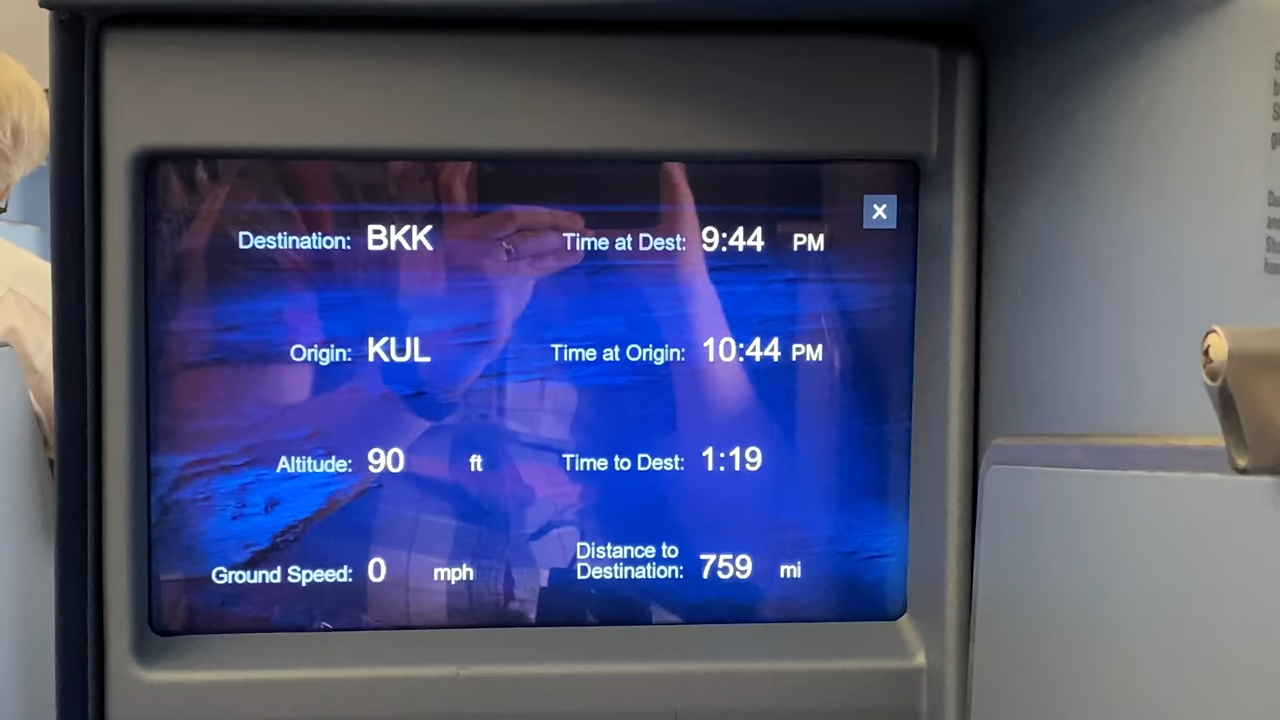 Destination: BKK Time at Dest: 9:44 PM
X
Origin: KUL Time at Origin: 10:44 PM
Altitude: 90 ft Time to Dest: 1:19
Ground Speed: 0 mph Distance to Destination: 759 mi